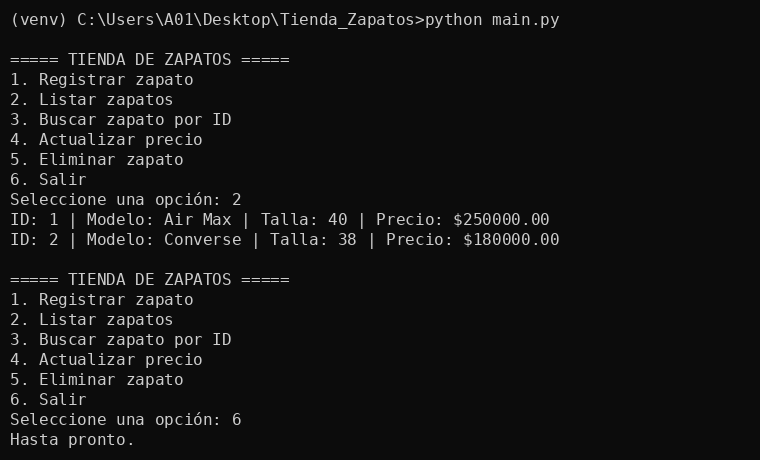 (venv) C:\Users\A01\Desktop\Tienda_Zapatos>python main.py
===== TIENDA DE ZAPATOS =====
1. Registrar zapato
2. Listar zapatos
3. Buscar zapato por ID
4. Actualizar precio
5. Eliminar zapato
6. Salir
Seleccione una opción: 2
ID: 1 | Modelo: Air Max | Talla: 40 | Precio: $250000.00
ID: 2 | Modelo: Converse | Talla: 38 | Precio: $180000.00
===== TIENDA DE ZAPATOS =====
1. Registrar zapato
2. Listar zapatos
3. Buscar zapato por ID
4. Actualizar precio
5. Eliminar zapato
6. Salir
Seleccione una opción: 6
Hasta pronto.